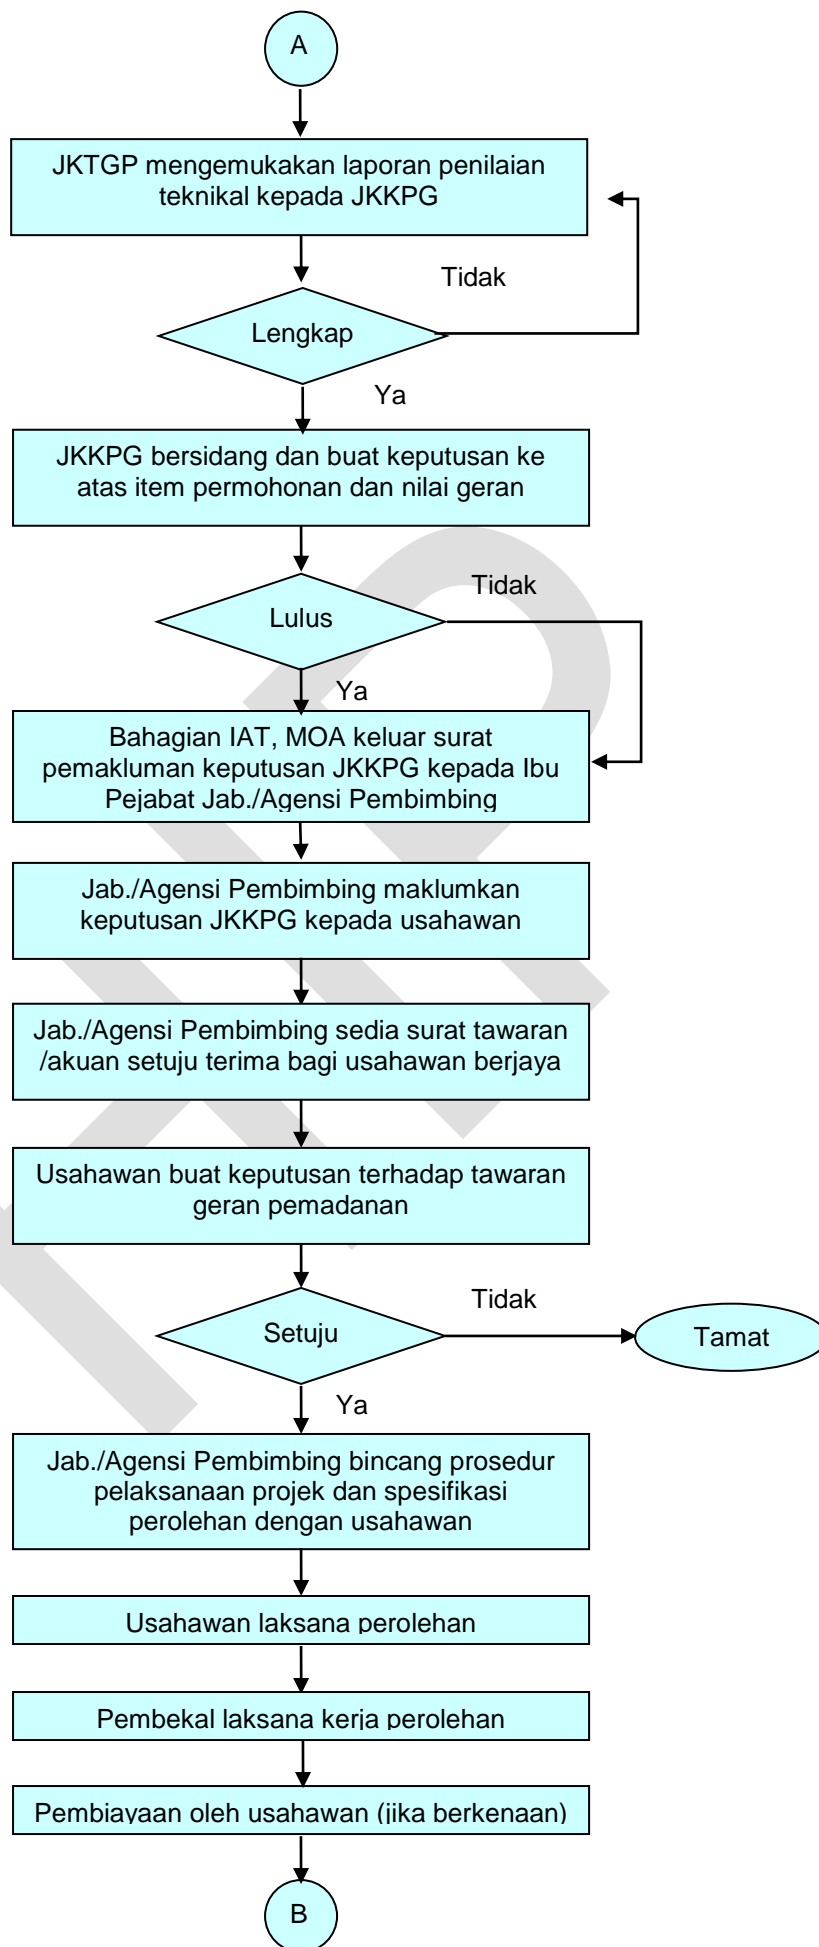 A
JKTGP mengemukakan laporan penilaian
teknikal kepada JKKPG
Tidak
Lengkap
Ya
JKKPG bersidang dan buat keputusan ke
atas item permohonan dan nilai geran
Tidak
Lulus
Ya
Bahagian IAT, MOA keluar surat
pemakluman keputusan JKKPG kepada Ibu
Pejabat Jab./Agensi Pembimbing
Jab./Agensi Pembimbing maklumkan
keputusan JKKPG kepada usahawan
Jab./Agensi Pembimbing sedia surat tawaran
/akuan setuju terima bagi usahawan berjaya
Usahawan buat keputusan terhadap tawaran
geran pemadanan
Tidak
Setuju
Tamat
Ya
Jab./Agensi Pembimbing bincang prosedur
pelaksanaan projek dan spesifikasi
perolehan dengan usahawan
Usahawan laksana perolehan
Pembekal laksana kerja perolehan
Pembiayaan oleh usahawan (jika berkenaan)
B